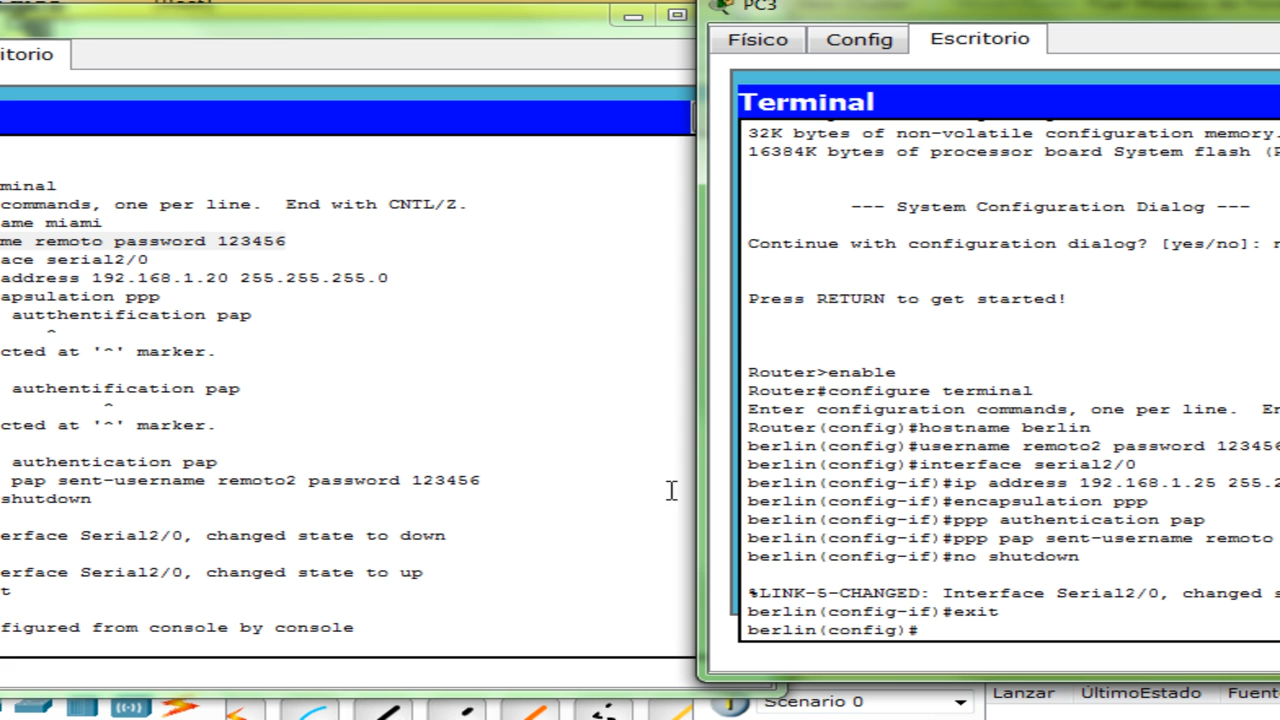 itorio
minal
commands, one per line.  End with CNTL/Z.
ame miami
me remoto password 123456
ace serial2/0
address 192.168.1.20 255.255.255.0
apsulation ppp
autthentification pap
^
cted at '^' marker.
authentification pap
^
cted at '^' marker.
authentication pap
pap sent-username remoto2 password 123456
shutdown
erface Serial2/0, changed state to down
erface Serial2/0, changed state to up
t
figured from console by console
PC3
Físico
Config
Escritorio
Terminal
32K bytes of non-volatile configuration memory.
16384K bytes of processor board System flash (
--- System Configuration Dialog ---
Continue with configuration dialog? [yes/no]: n
Press RETURN to get started!
Router>enable
Router#configure terminal
Enter configuration commands, one per line.  En
Router(config)#hostname berlin
berlin(config)#username remoto2 password 123456
berlin(config)#interface serial2/0
berlin(config-if)#ip address 192.168.1.25 255.2
berlin(config-if)#encapsulation ppp
berlin(config-if)#ppp authentication pap
berlin(config-if)#ppp pap sent-username remoto
berlin(config-if)#no shutdown
%LINK-5-CHANGED: Interface Serial2/0, changed s
berlin(config-if)#exit
berlin(config)#
Scenario 0
Lanzar
ÚltimoEstado
Fuent